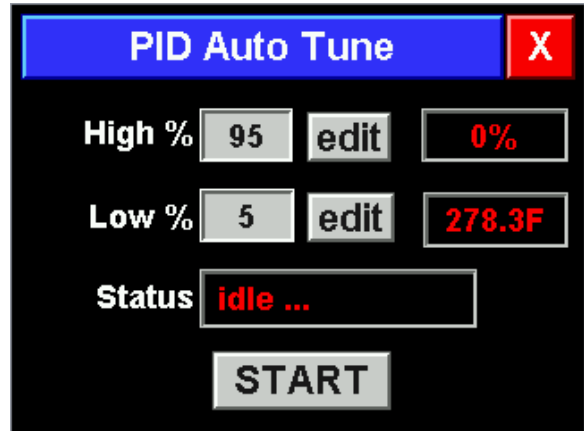 PID Auto Tune X
High % 95 edit 0%
Low % 5 edit 278.3F
Status idle ...
START